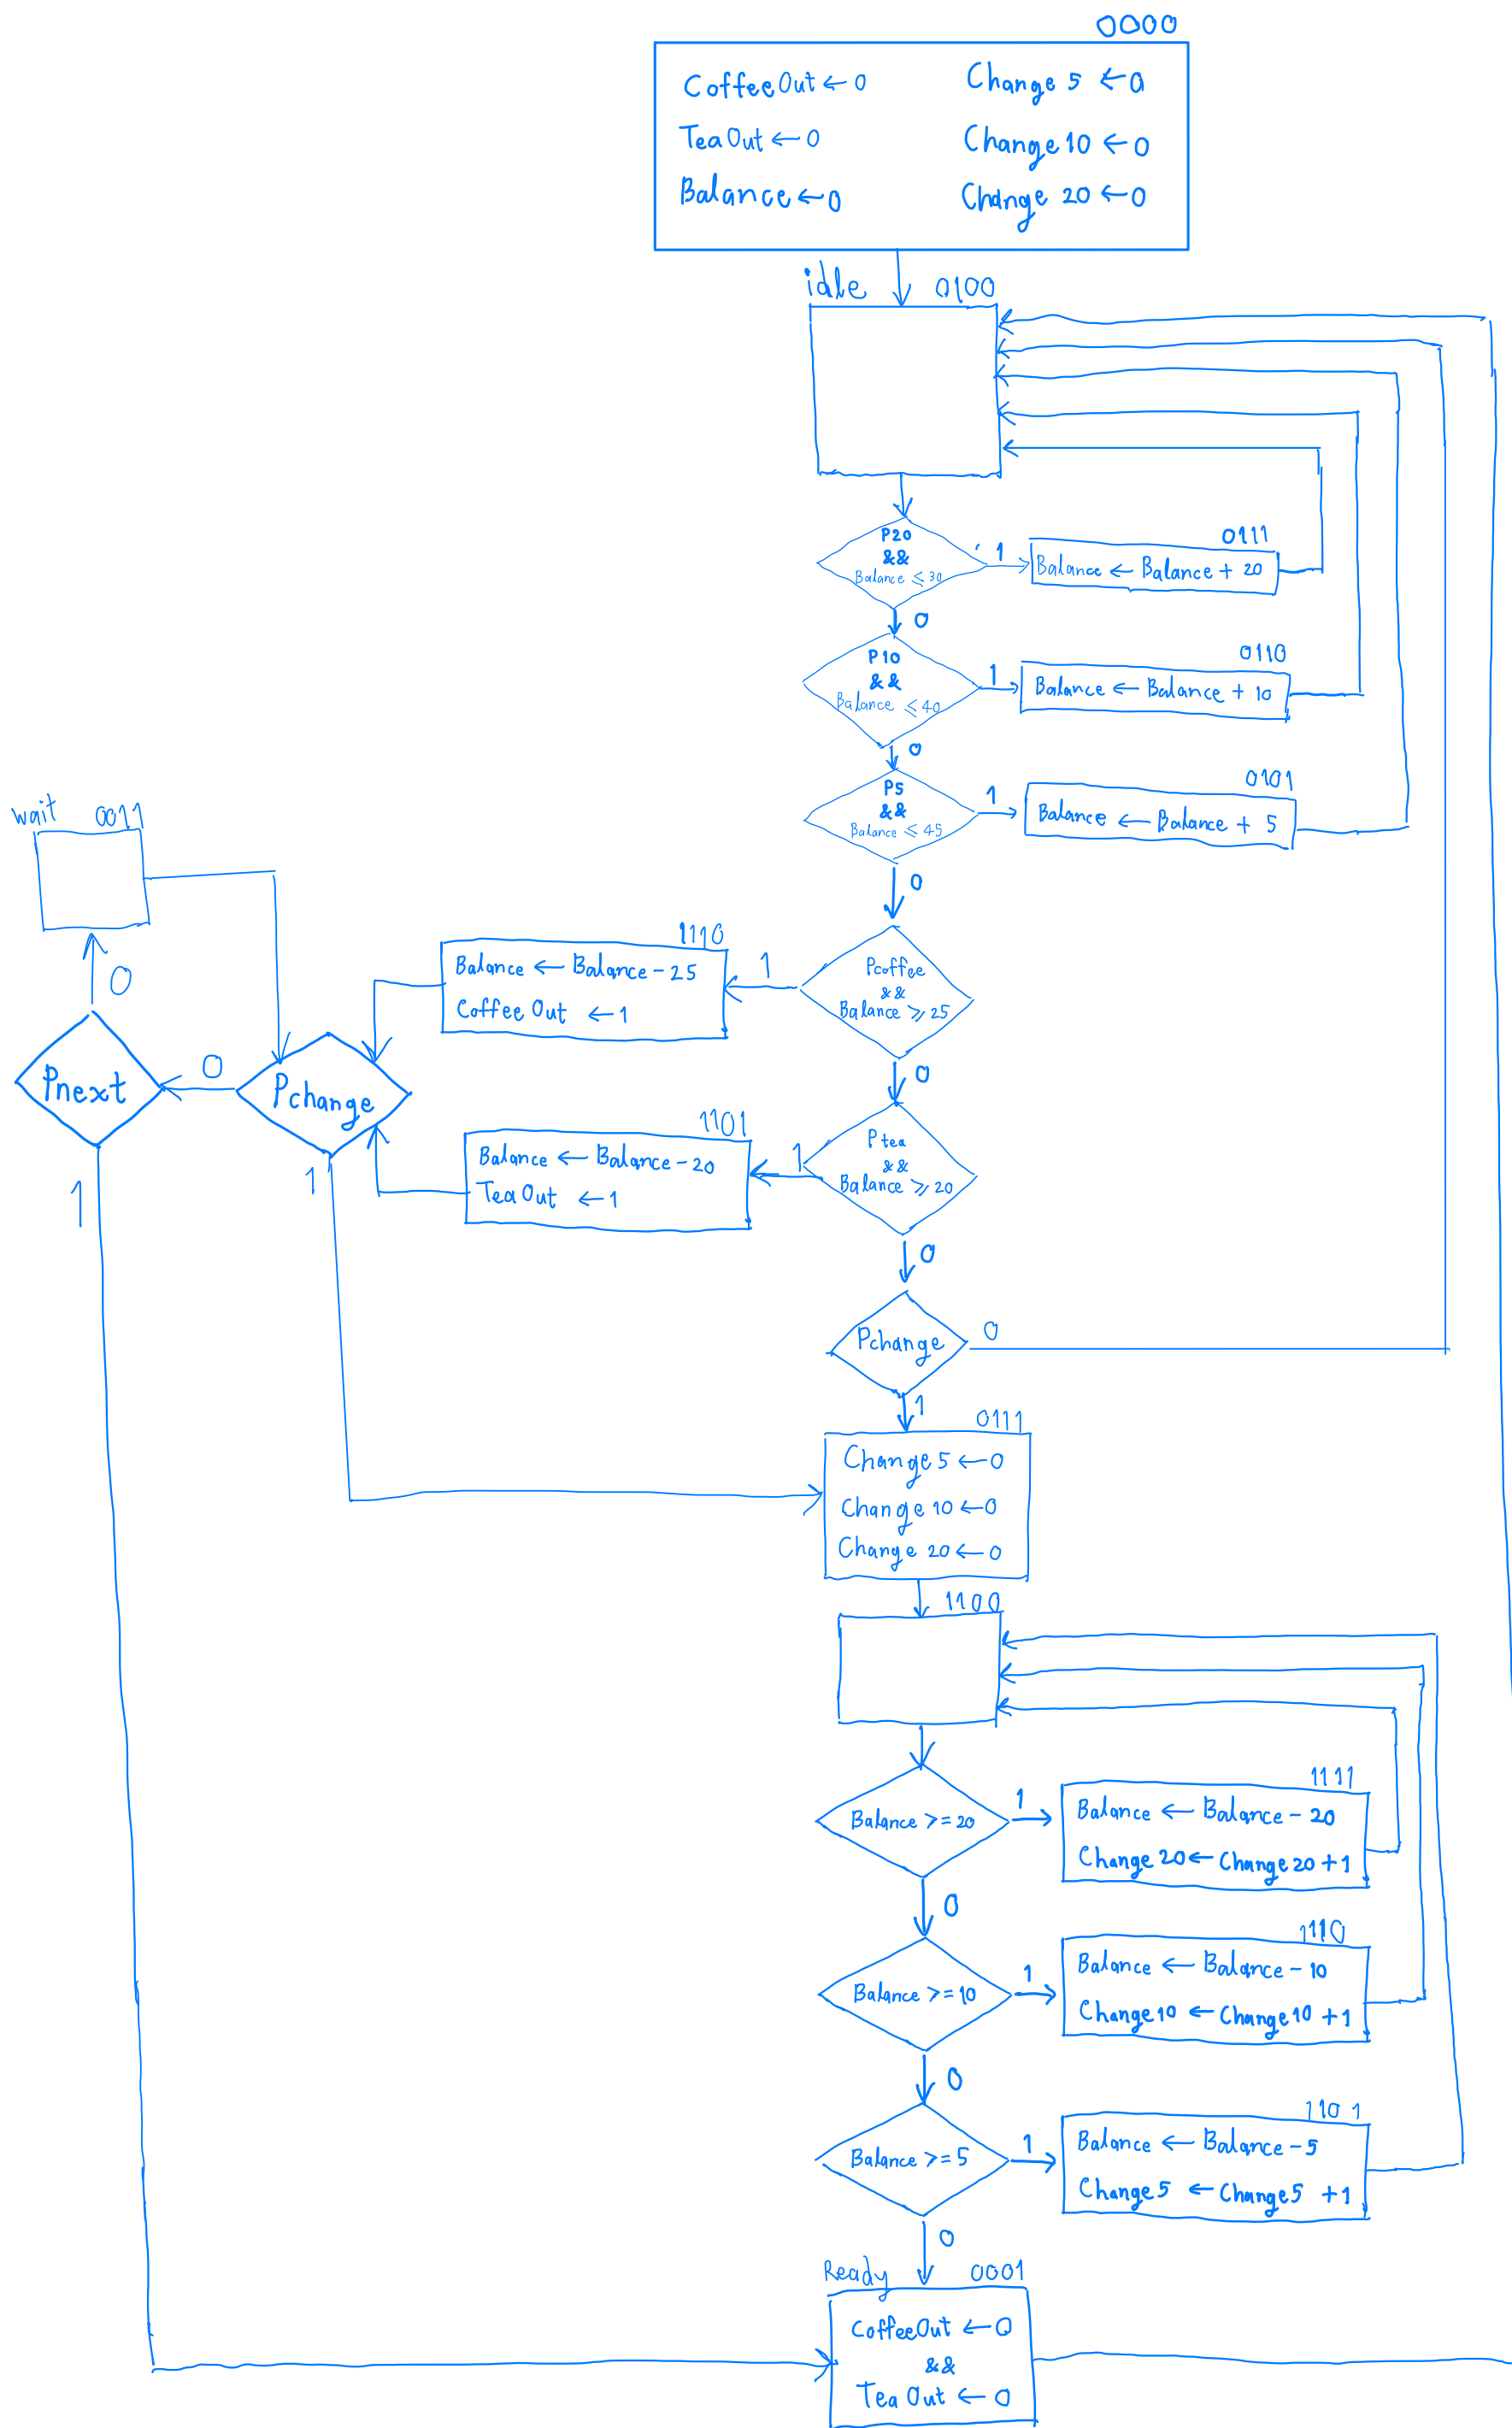 0000
CoffeeOut ← 0
Change 5 ← 0
TeaOut ← 0
Change 10 ← 0
Balance ← 0
Change 20 ← 0
idle 0100
P20
&&
Balance ≤ 30
1
0111
Balance ← Balance + 20
0
P10
&&
Balance ≤ 40
1
0110
Balance ← Balance + 10
0
P5
&&
Balance ≤ 45
1
0101
Balance ← Balance + 5
0
wait 0011
0
Pnext
1
0
Pchange
1
1110
Balance ← Balance - 25
Coffee Out ← 1
1
Pcoffee
&&
Balance ≥ 25
0
1101
Balance ← Balance - 20
Tea Out ← 1
1
Ptea
&&
Balance ≥ 20
0
Pchange
0
1
0111
Change 5 ← 0
Change 10 ← 0
Change 20 ← 0
1100
Balance >= 20
1
1111
Balance ← Balance - 20
Change 20 ← Change 20 + 1
0
Balance >= 10
1
1110
Balance ← Balance - 10
Change 10 ← Change 10 + 1
0
Balance >= 5
1
1101
Balance ← Balance - 5
Change 5 ← Change 5 + 1
0
Ready 0001
CoffeeOut ← 0
&&
Tea Out ← 0